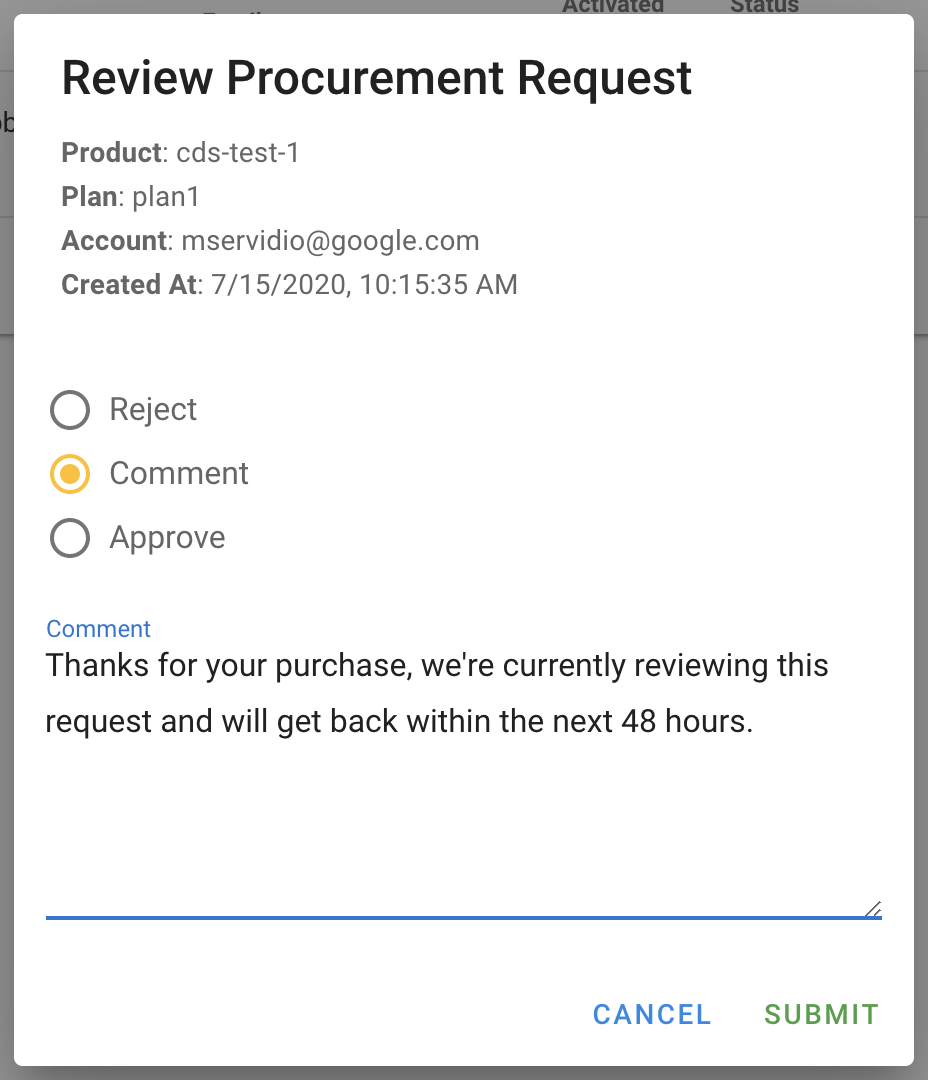 Activated Status
Review Procurement Request
Product: cds-test-1
Plan: plan1
Account: mservidio@google.com
Created At: 7/15/2020, 10:15:35 AM
Reject
Comment
Approve
Comment
Thanks for your purchase, we're currently reviewing this
request and will get back within the next 48 hours.
CANCEL SUBMIT